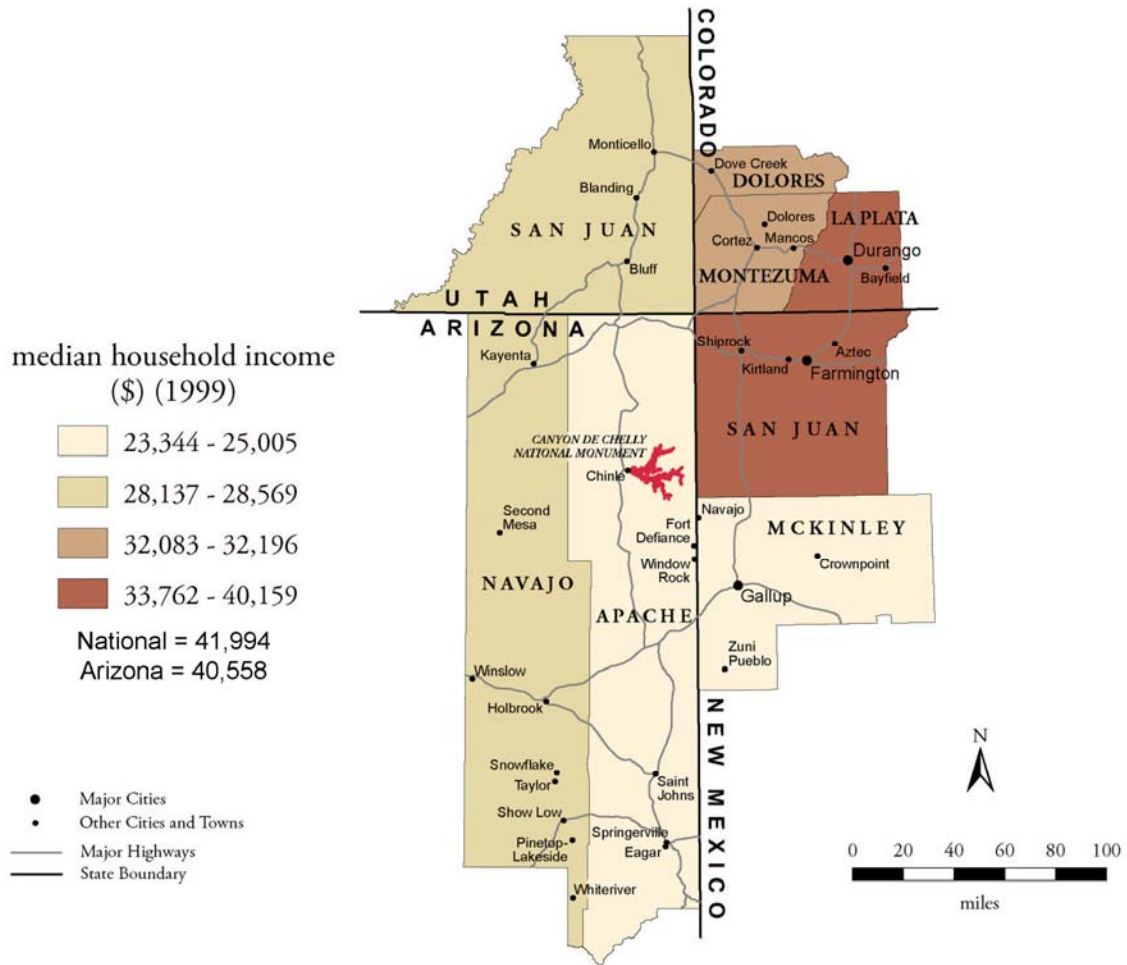 COLORADO
Monticello
Dove Creek
DOLORES
Blanding
Dolores
LA PLATA
SAN JUAN
Cortez
Mancos
Durango
Bluff
MONTEZUMA
Bayfield
UTAH
ARIZONA
median household income
($) (1999)
23,344 - 25,005
28,137 - 28,569
32,083 - 32,196
33,762 - 40,159
National = 41,994
Arizona = 40,558
Kayenta
Shiprock
Aztec
Kirtland
Farmington
SAN JUAN
CANYON DE CHELLY
NATIONAL MONUMENT
Chinle
Second
Mesa
Navajo
MCKINLEY
Fort
Defiance
Crownpoint
Window
Rock
NAVAJO
Gallup
APACHE
Zuni
Pueblo
Winslow
Holbrook
NEW MEXICO
Snowflake
Taylor
Saint
Johns
Show Low
Springerville
Eagar
Pinetop-
Lakeside
Whiteriver
Major Cities
Other Cities and Towns
Major Highways
State Boundary
N
0 20 40 60 80 100
miles